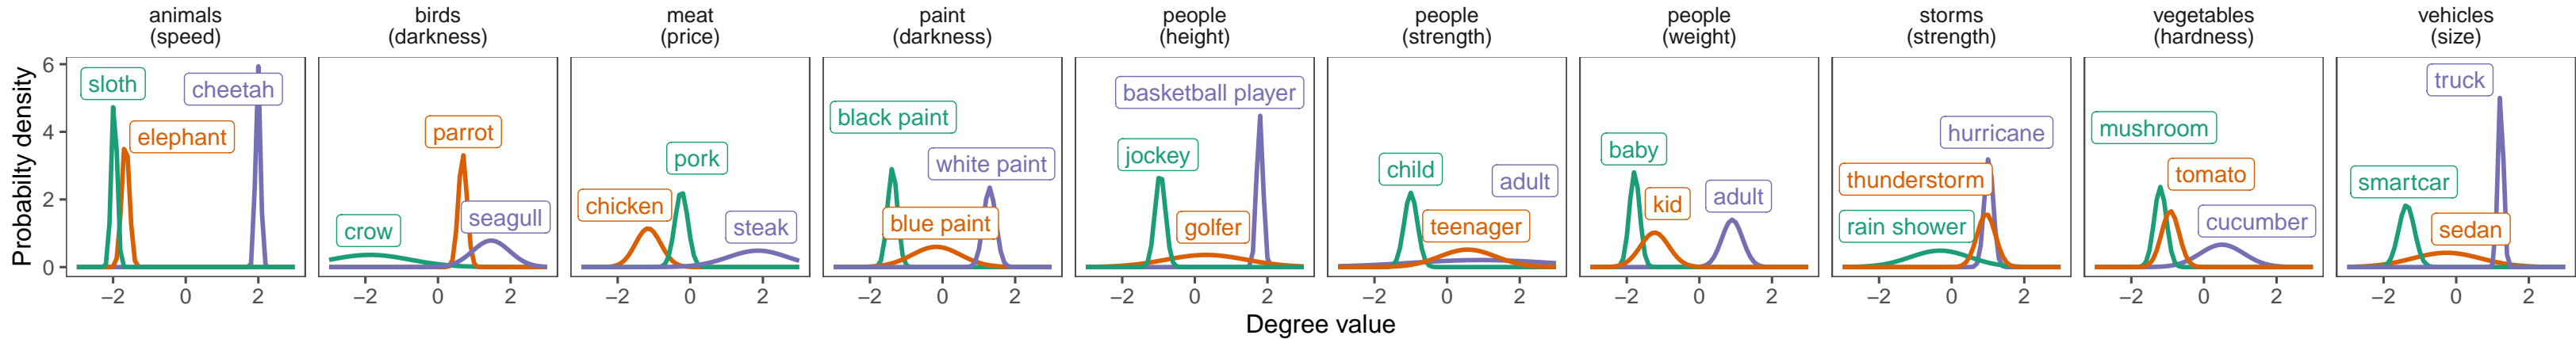 animals
(speed)
birds
(darkness)
meat
(price)
paint
(darkness)
people
(height)
people
(strength)
people
(weight)
storms
(strength)
vegetables
(hardness)
vehicles
(size)
Probabilty density
6
4
2
0
sloth
cheetah
elephant
−2 0 2
parrot
crow
seagull
−2 0 2
pork
chicken
steak
−2 0 2
black paint
white paint
blue paint
−2 0 2
basketball player
jockey
golfer
−2 0 2
child
adult
teenager
−2 0 2
baby
kid
adult
−2 0 2
hurricane
thunderstorm
rain shower
−2 0 2
mushroom
tomato
cucumber
−2 0 2
truck
smartcar
sedan
−2 0 2
Degree value